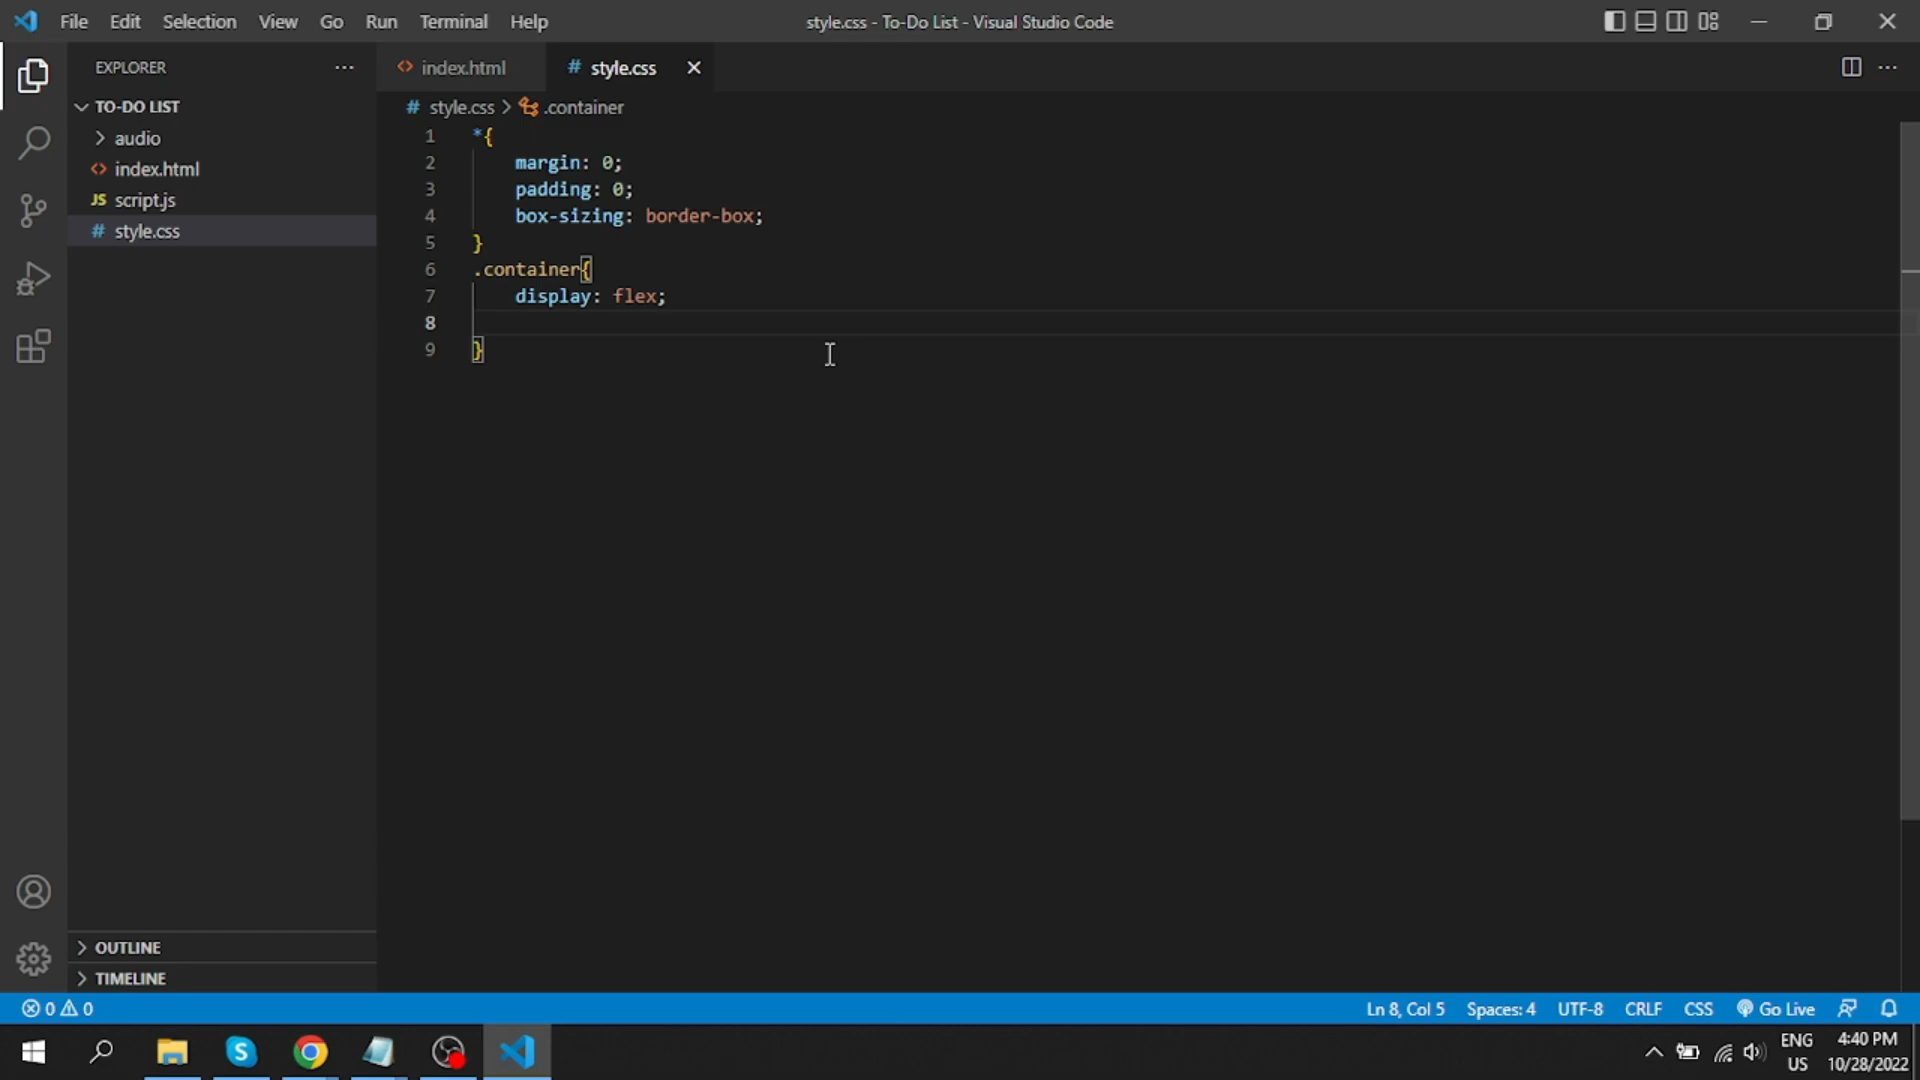 File Edit Selection View Go Run Terminal Help
style.css - To-Do List - Visual Studio Code
EXPLORER
TO-DO LIST
audio
index.html
JS script.js
# style.css
OUTLINE
TIMELINE
index.html
# style.css
# style.css > .container
1 *{
2 margin: 0;
3 padding: 0;
4 box-sizing: border-box;
5 }
6 .container{
7 display: flex;
8
9 }
0 0
Ln 8, Col 5 Spaces: 4 UTF-8 CRLF CSS Go Live
S
ENG
US
4:40 PM
10/28/2022